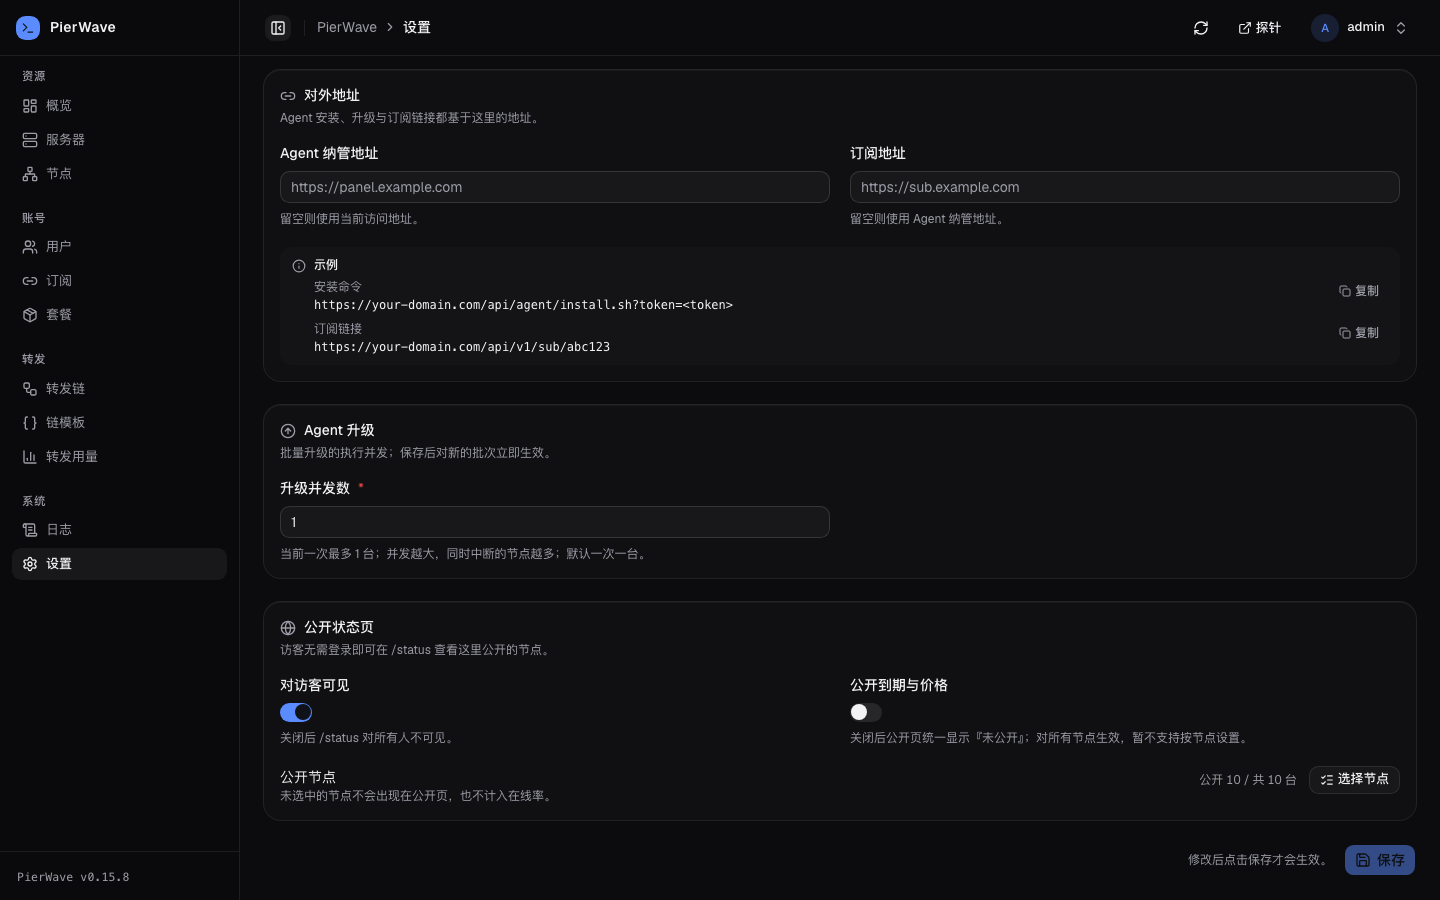 PierWave
资源
概览
服务器
节点
账号
用户
订阅
套餐
转发
转发链
链模板
转发用量
系统
日志
设置
PierWave v0.15.8
PierWave > 设置
探针
A admin
对外地址
Agent 安装、升级与订阅链接都基于这里的地址。
Agent 纳管地址
https://panel.example.com
留空则使用当前访问地址。
订阅地址
https://sub.example.com
留空则使用 Agent 纳管地址。
示例
安装命令
https://your-domain.com/api/agent/install.sh?token=<token>
复制
订阅链接
https://your-domain.com/api/v1/sub/abc123
复制
Agent 升级
批量升级的执行并发；保存后对新的批次立即生效。
升级并发数 *
1
当前一次最多 1 台；并发越大，同时中断的节点越多；默认一次一台。
公开状态页
访客无需登录即可在 /status 查看这里公开的节点。
对访客可见
关闭后 /status 对所有人不可见。
公开到期与价格
关闭后公开页统一显示『未公开』；对所有节点生效，暂不支持按节点设置。
公开节点
未选中的节点不会出现在公开页，也不计入在线率。
公开 10 / 共 10 台
选择节点
修改后点击保存才会生效。
保存